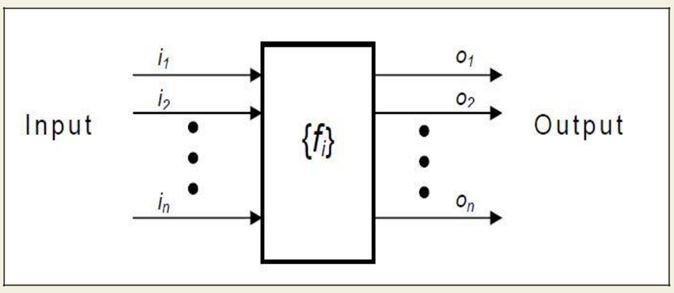 Input
i1
i2
in
{fi}
o1
o2
on
Output